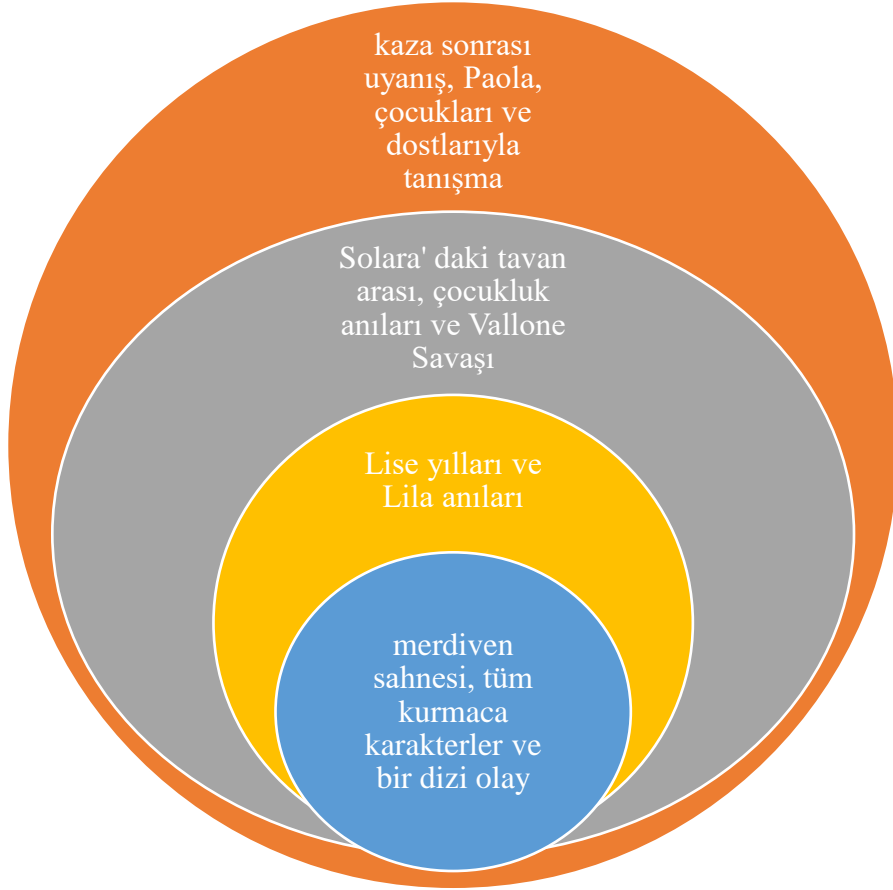 kaza sonrası
uyanış, Paola,
çocukları ve
dostlarıyla
tanışma
Solara' daki tavan
arası, çocukluk
anıları ve Vallone
Savaşı
Lise yılları ve
Lila anıları
merdiven
sahnesi, tüm
kurmaca
karakterler ve
bir dizi olay